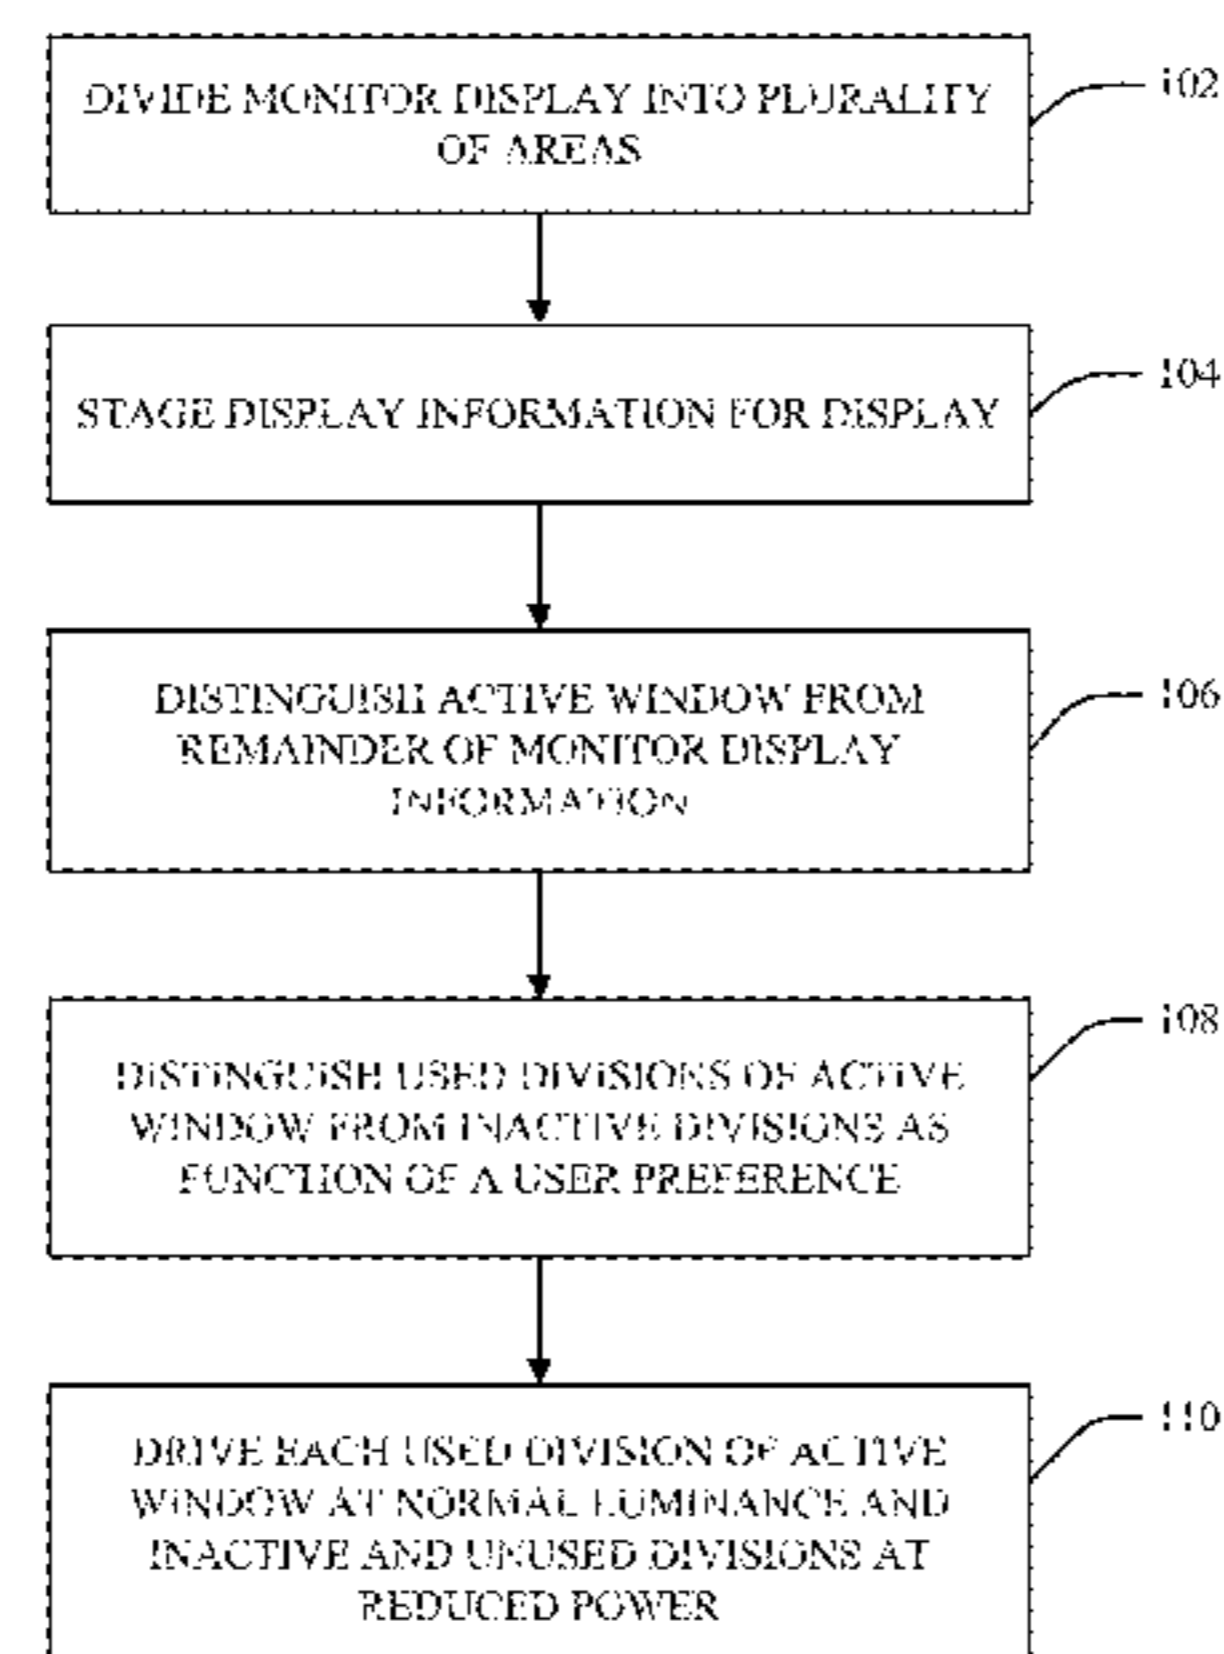 DIVIDE MONITOR DISPLAY INTO PLURALITY
OF AREAS
102
STAGE DISPLAY INFORMATION FOR DISPLAY
104
DISTINGUISH ACTIVE WINDOW FROM
REMAINDER OF MONITOR DISPLAY
INFORMATION
106
DISTINGUISH USED DIVISIONS OF ACTIVE
WINDOW FROM INACTIVE DIVISIONS AS
FUNCTION OF A USER PREFERENCE
108
DRIVE EACH USED DIVISION OF ACTIVE
WINDOW AT NORMAL LUMINANCE AND
INACTIVE AND UNUSED DIVISIONS AT
REDUCED POWER
110